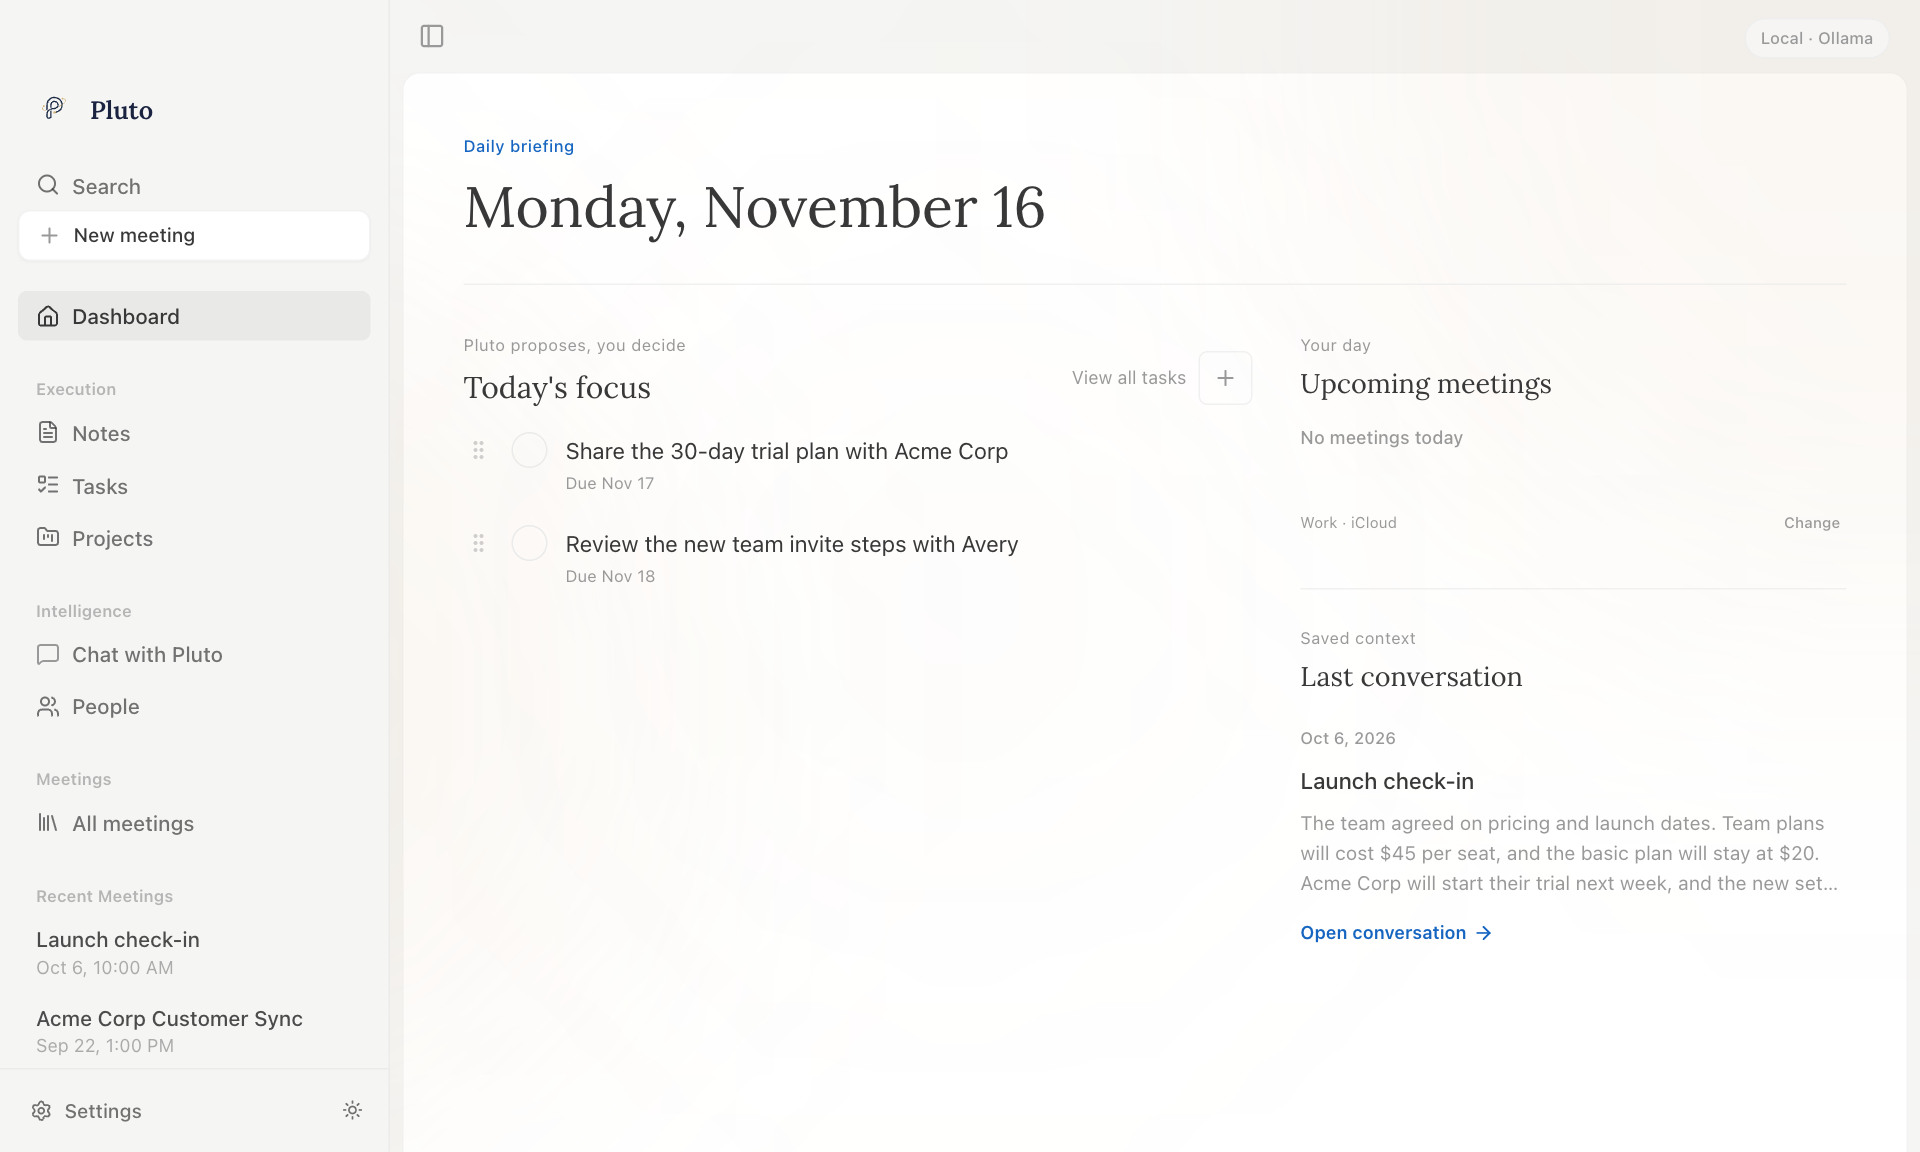 Pluto
Search
New meeting
Dashboard
Execution
Notes
Tasks
Projects
Intelligence
Chat with Pluto
People
Meetings
All meetings
Recent Meetings
Launch check-in
Oct 6, 10:00 AM
Acme Corp Customer Sync
Sep 22, 1:00 PM
Settings
Local · Ollama
Daily briefing
Monday, November 16
Pluto proposes, you decide
Today's focus
View all tasks
Share the 30-day trial plan with Acme Corp
Due Nov 17
Review the new team invite steps with Avery
Due Nov 18
Your day
Upcoming meetings
No meetings today
Work · iCloud
Change
Saved context
Last conversation
Oct 6, 2026
Launch check-in
The team agreed on pricing and launch dates. Team plans
will cost $45 per seat, and the basic plan will stay at $20.
Acme Corp will start their trial next week, and the new set...
Open conversation